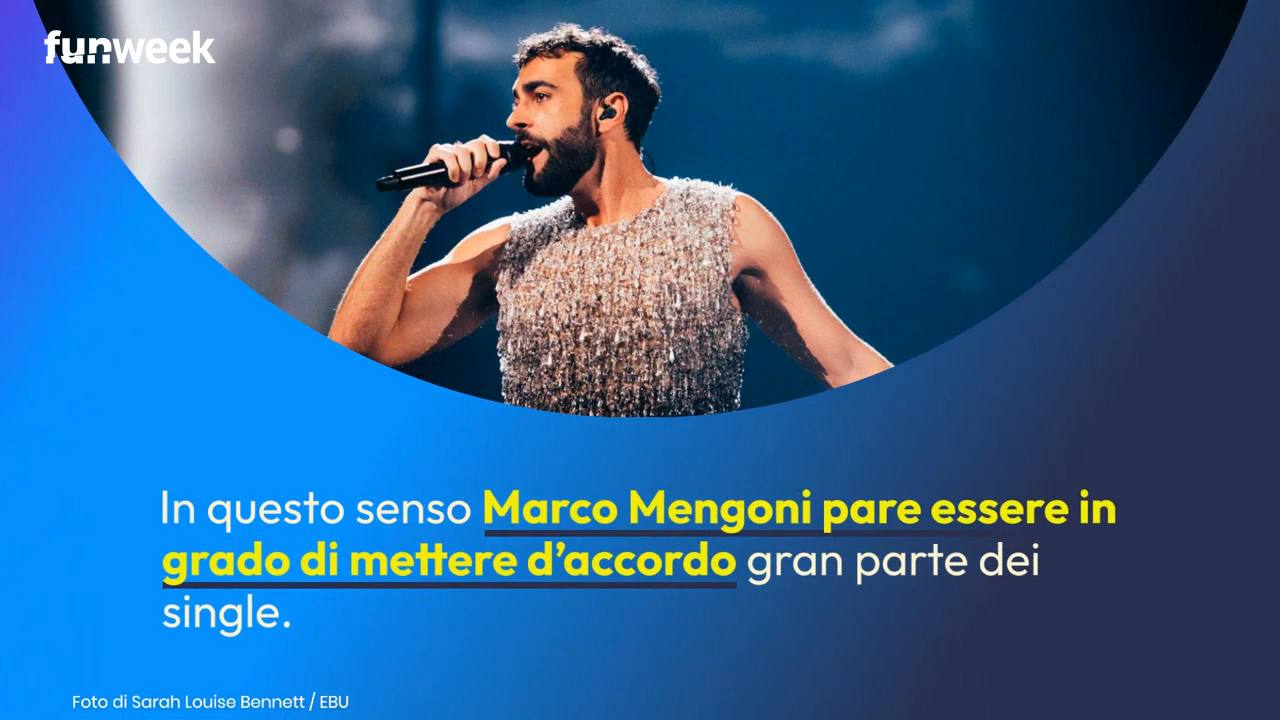 funweek
In questo senso Marco Mengoni pare essere in
grado di mettere d’accordo gran parte dei
single.
Foto di Sarah Louise Bennett / EBU